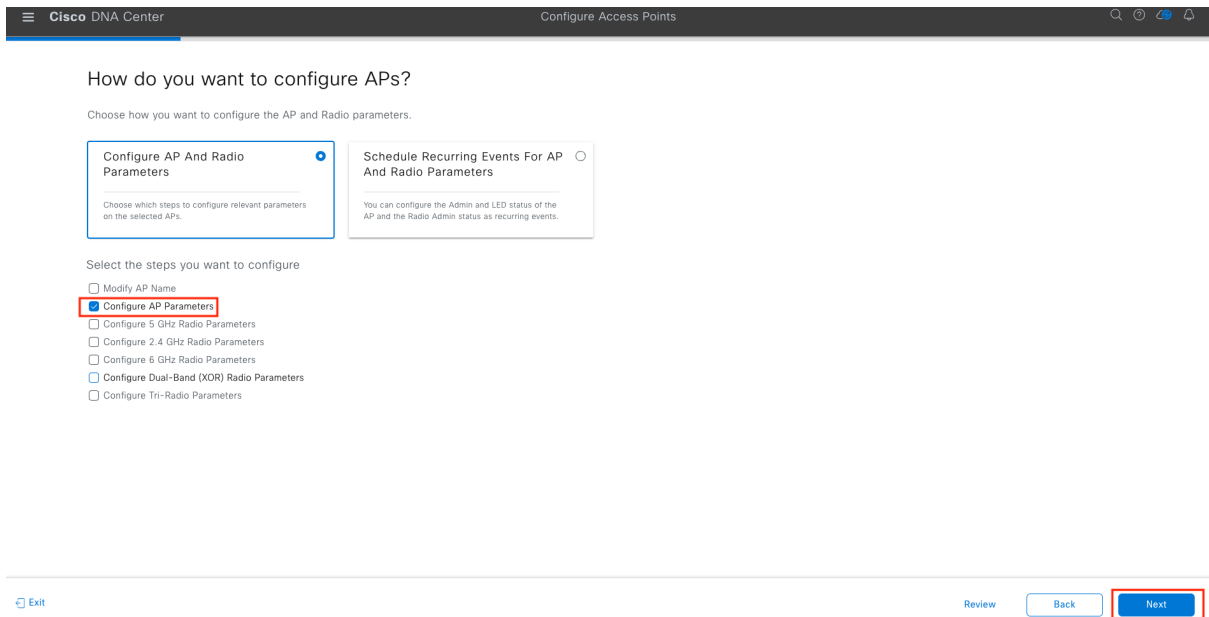 Cisco DNA Center
Configure Access Points
How do you want to configure APs?
Choose how you want to configure the AP and Radio parameters.
Configure AP And Radio
Parameters
Choose which steps to configure relevant parameters
on the selected APs.
Schedule Recurring Events For AP
And Radio Parameters
You can configure the Admin and LED status of the
AP and the Radio Admin status as recurring events.
Select the steps you want to configure
Modify AP Name
Configure AP Parameters
Configure 5 GHz Radio Parameters
Configure 2.4 GHz Radio Parameters
Configure 6 GHz Radio Parameters
Configure Dual-Band (XOR) Radio Parameters
Configure Tri-Radio Parameters
Exit
Review
Back
Next